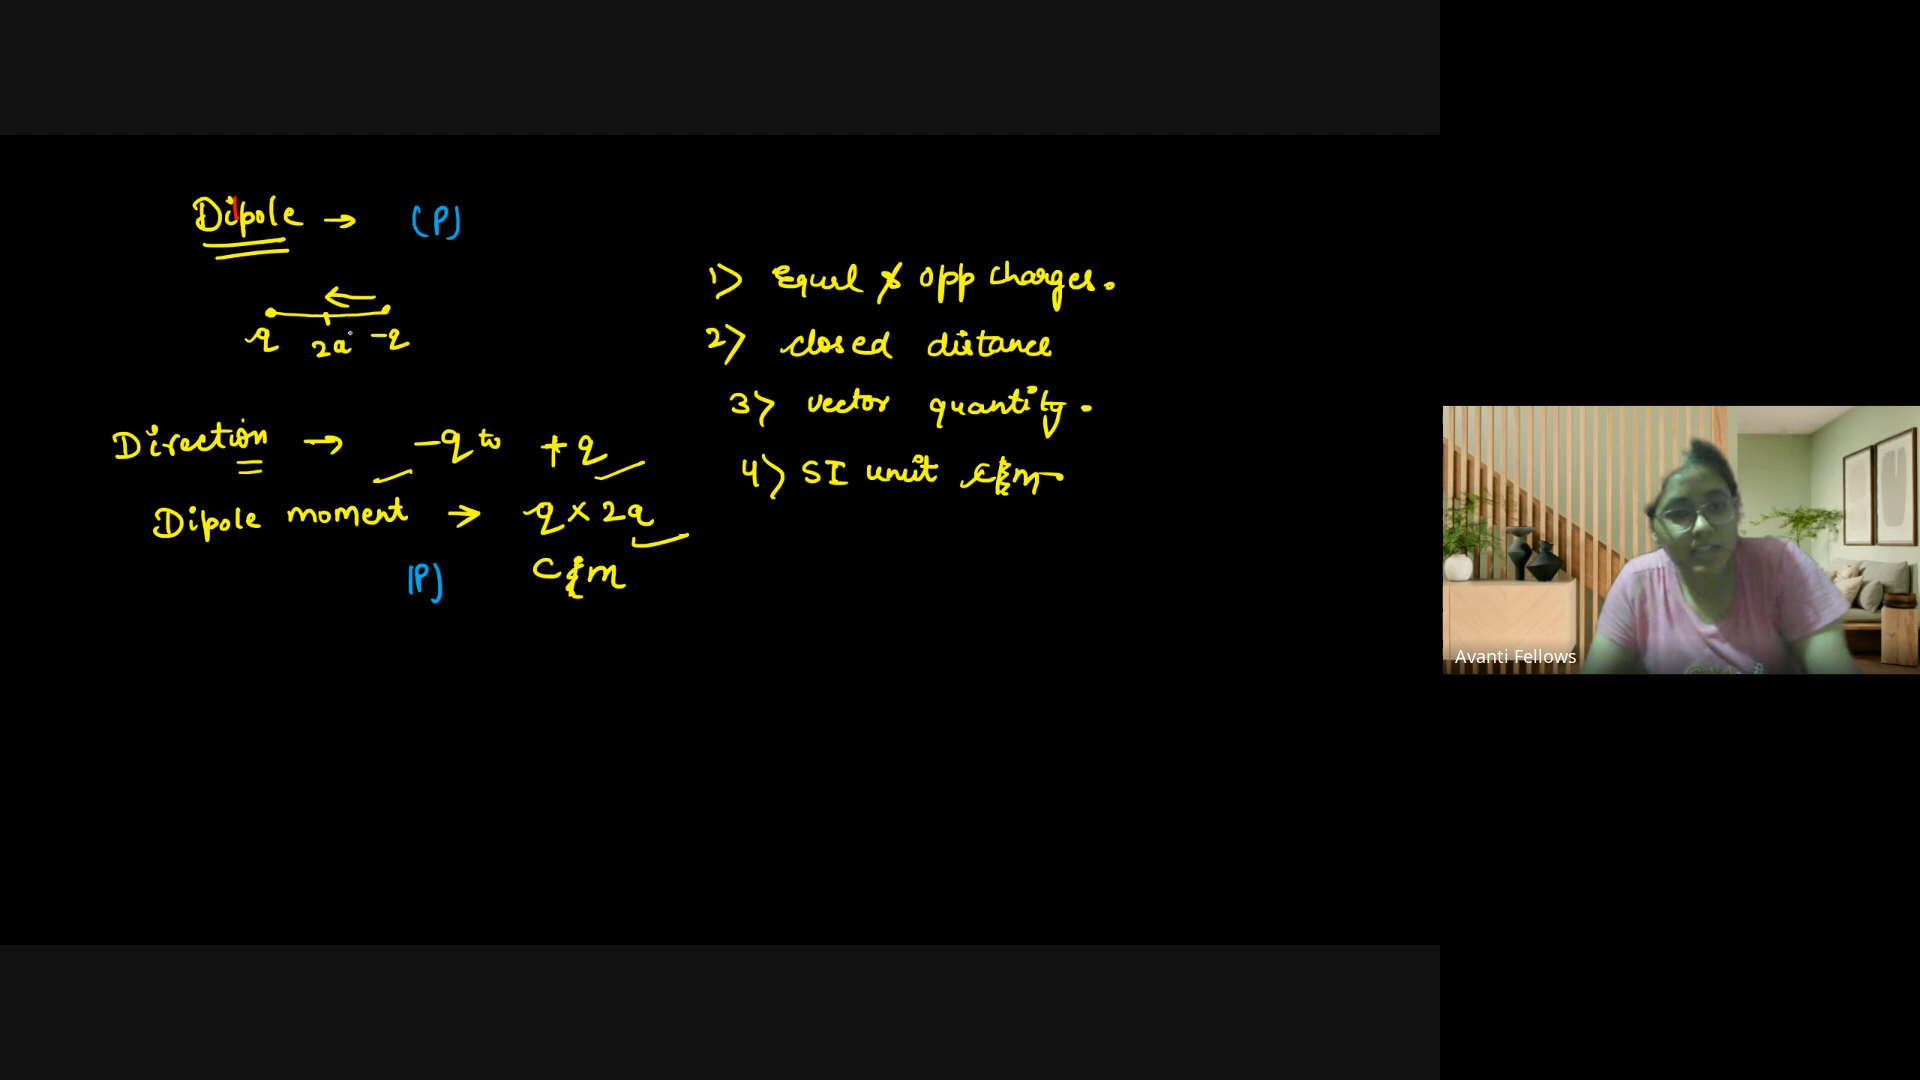 Dipole → (P)
q 2a -q
Direction → -q to +q
Dipole moment → q × 2a
(P) C & m
1) Equal & opp charges.
2) closed distance
3) vector quantity.
4) SI unit C & m
Avanti Fellows